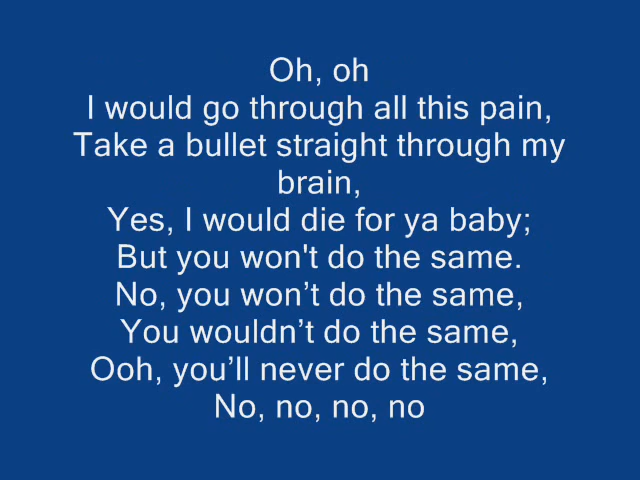 Oh, oh
I would go through all this pain,
Take a bullet straight through my
brain,
Yes, I would die for ya baby;
But you won't do the same.
No, you won’t do the same,
You wouldn’t do the same,
Ooh, you’ll never do the same,
No, no, no, no